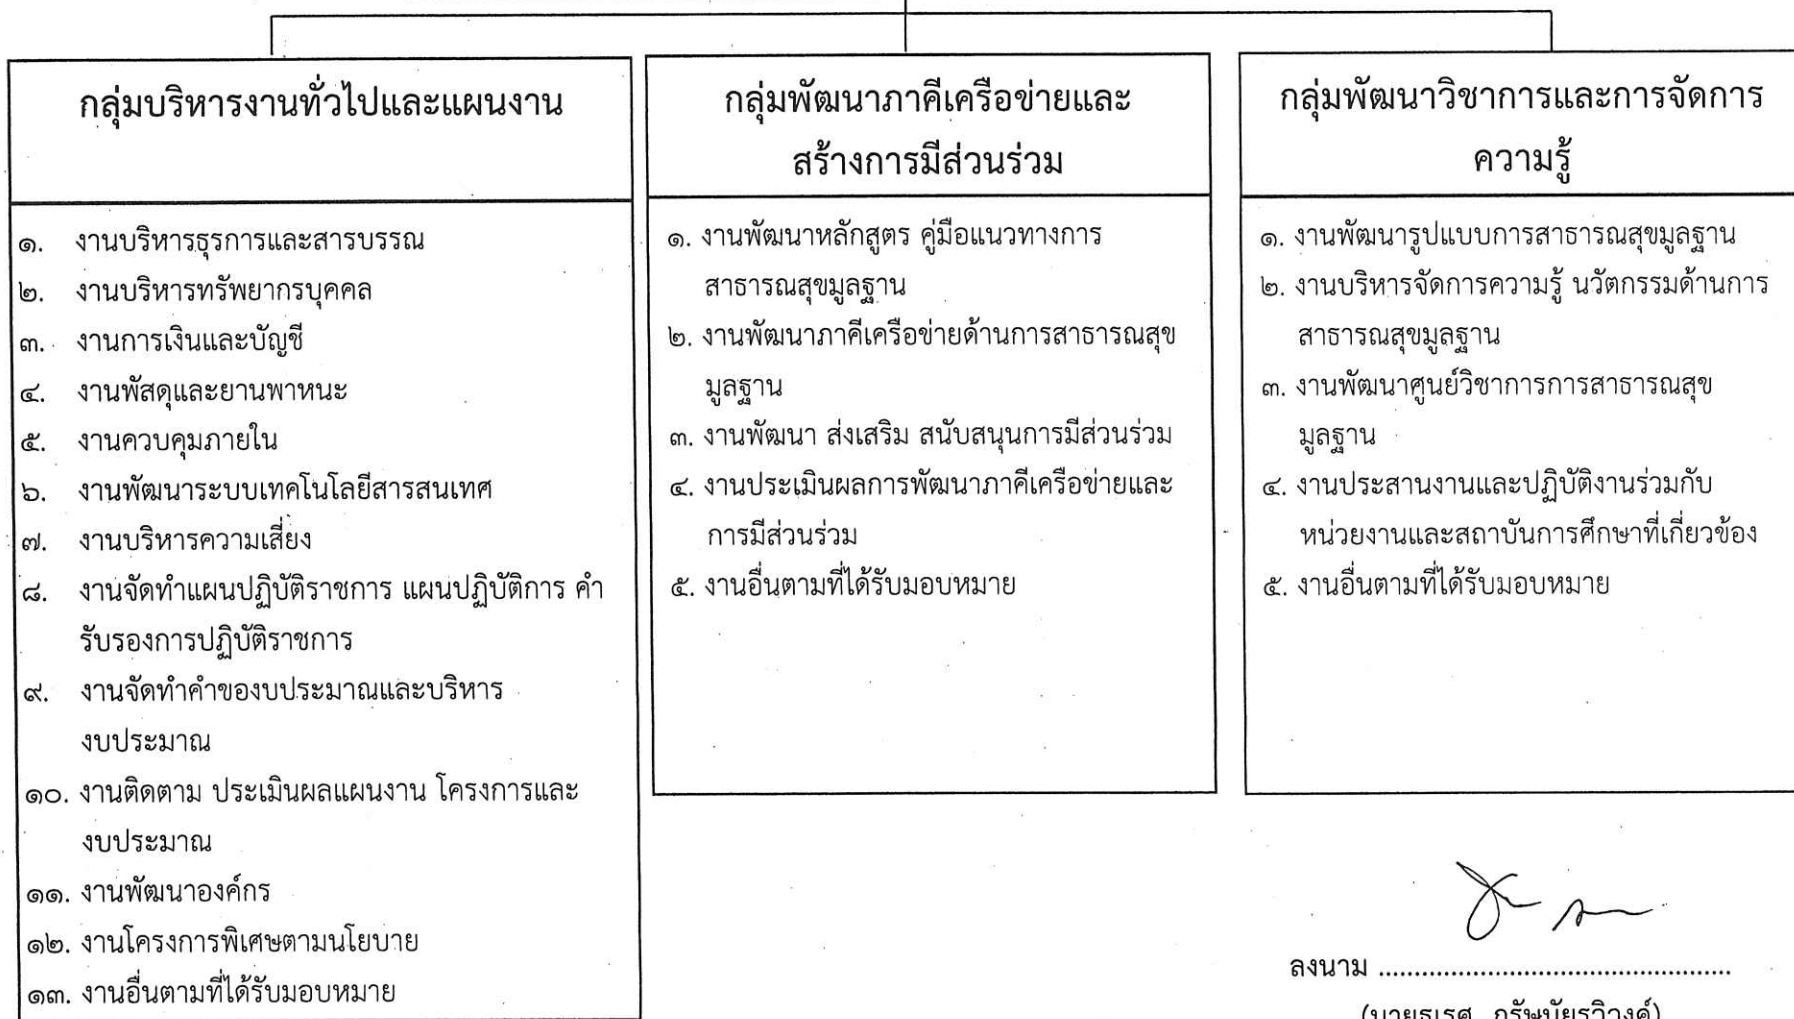 กลุ่มบริหารงานทั่วไปและแผนงาน
๑. งานบริหารธุรการและสารบรรณ
๒. งานบริหารทรัพยากรบุคคล
๓. งานการเงินและบัญชี
๔. งานพัสดุและยานพาหนะ
๕. งานควบคุมภายใน
๖. งานพัฒนาระบบเทคโนโลยีสารสนเทศ
๗. งานบริหารความเสี่ยง
๘. งานจัดทำแผนปฏิบัติราชการ แผนปฏิบัติการ คำ
รับรองการปฏิบัติราชการ
๙. งานจัดทำคำของบประมาณและบริหาร
งบประมาณ
๑๐. งานติดตาม ประเมินผลแผนงาน โครงการและ
งบประมาณ
๑๑. งานพัฒนาองค์กร
๑๒. งานโครงการพิเศษตามนโยบาย
๑๓. งานอื่นตามที่ได้รับมอบหมาย
กลุ่มพัฒนาภาคีเครือข่ายและ
สร้างการมีส่วนร่วม
๑. งานพัฒนาหลักสูตร คู่มือแนวทางการ
สาธารณสุขมูลฐาน
๒. งานพัฒนาภาคีเครือข่ายด้านการสาธารณสุข
มูลฐาน
๓. งานพัฒนา ส่งเสริม สนับสนุนการมีส่วนร่วม
๔. งานประเมินผลการพัฒนาภาคีเครือข่ายและ
การมีส่วนร่วม
๕. งานอื่นตามที่ได้รับมอบหมาย
กลุ่มพัฒนาวิชาการและการจัดการ
ความรู้
๑. งานพัฒนารูปแบบการสาธารณสุขมูลฐาน
๒. งานบริหารจัดการความรู้ นวัตกรรมด้านการ
สาธารณสุขมูลฐาน
๓. งานพัฒนาศูนย์วิชาการการสาธารณสุข
มูลฐาน
๔. งานประสานงานและปฏิบัติงานร่วมกับ
หน่วยงานและสถาบันการศึกษาที่เกี่ยวข้อง
๕. งานอื่นตามที่ได้รับมอบหมาย
ลงนาม .................................................